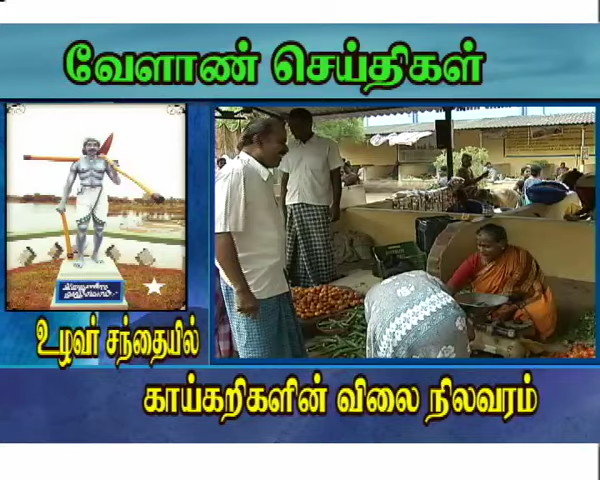 வேளாண் செய்திகள்
உழவர் சந்தையில்
காய்கறிகளின் விலை நிலவரம்